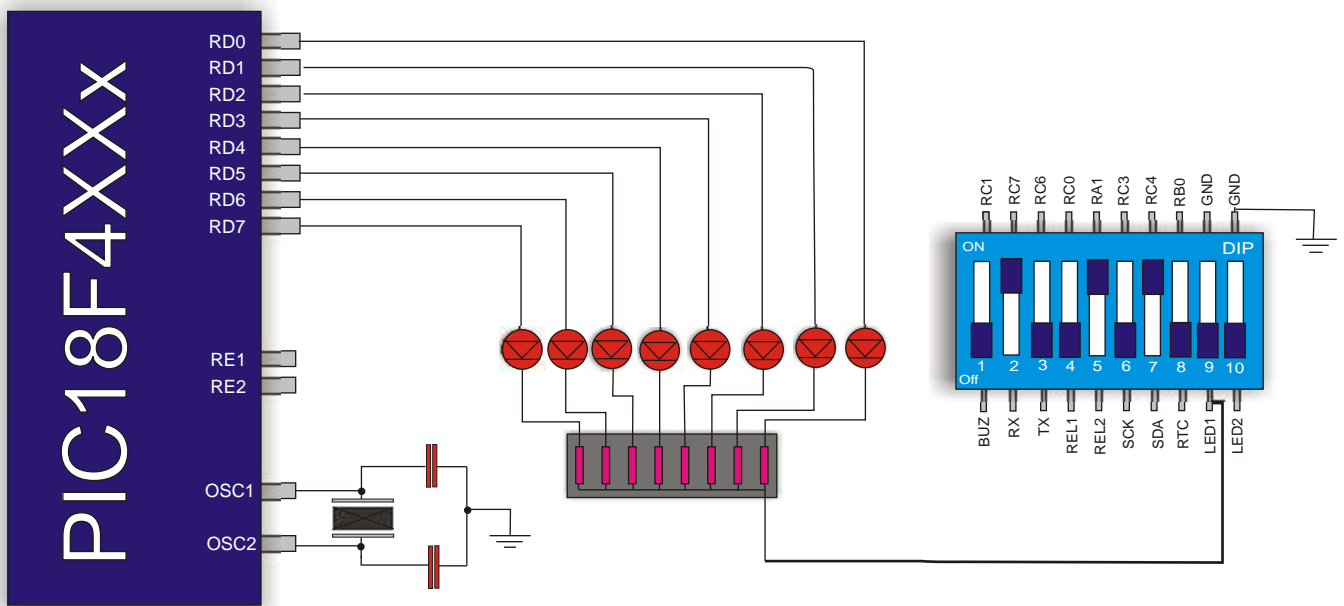 PIC18F4XXx
RD0
RD1
RD2
RD3
RD4
RD5
RD6
RD7
RE1
RE2
OSC1
OSC2
RC1 RC7 RC6 RC0 RA1 RC3 RC4 RB0 GND GND
ON DIP
1 2 3 4 5 6 7 8 9 10
Off
BUZ RX TX REL1 REL2 SCK SDA RTC LED1 LED2